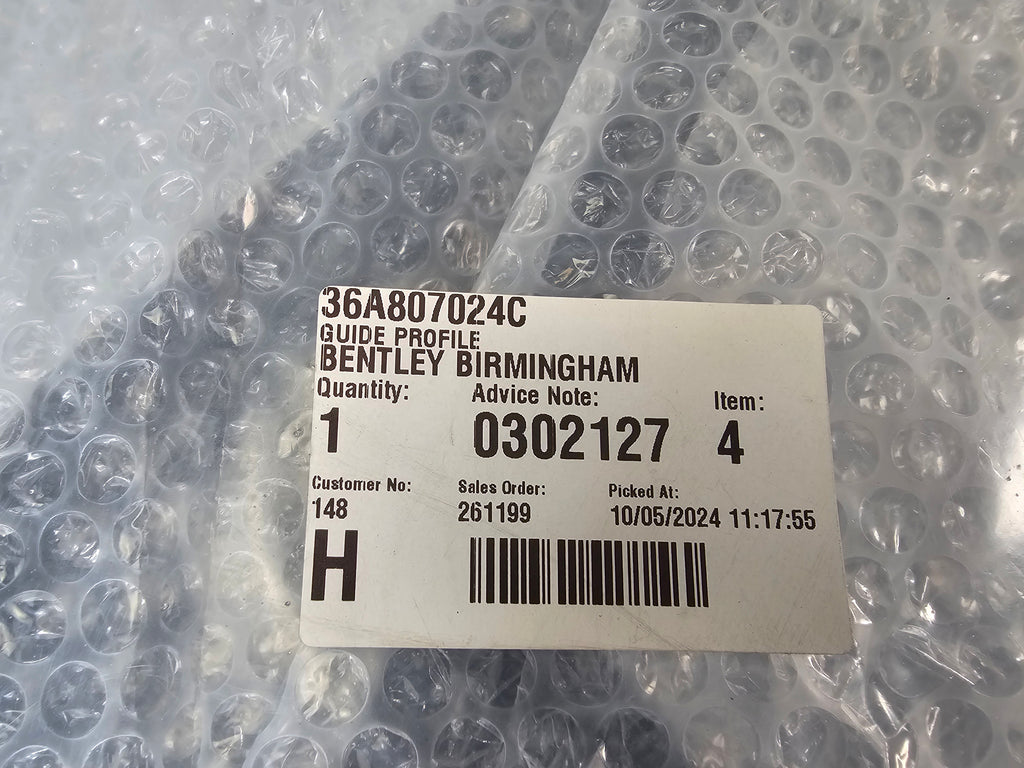 36A807024C
GUIDE PROFILE
BENTLEY BIRMINGHAM
Quantity: Advice Note: Item:
1 0302127 4
Customer No: Sales Order: Picked At:
148 261199 10/05/2024 11:17:55
H